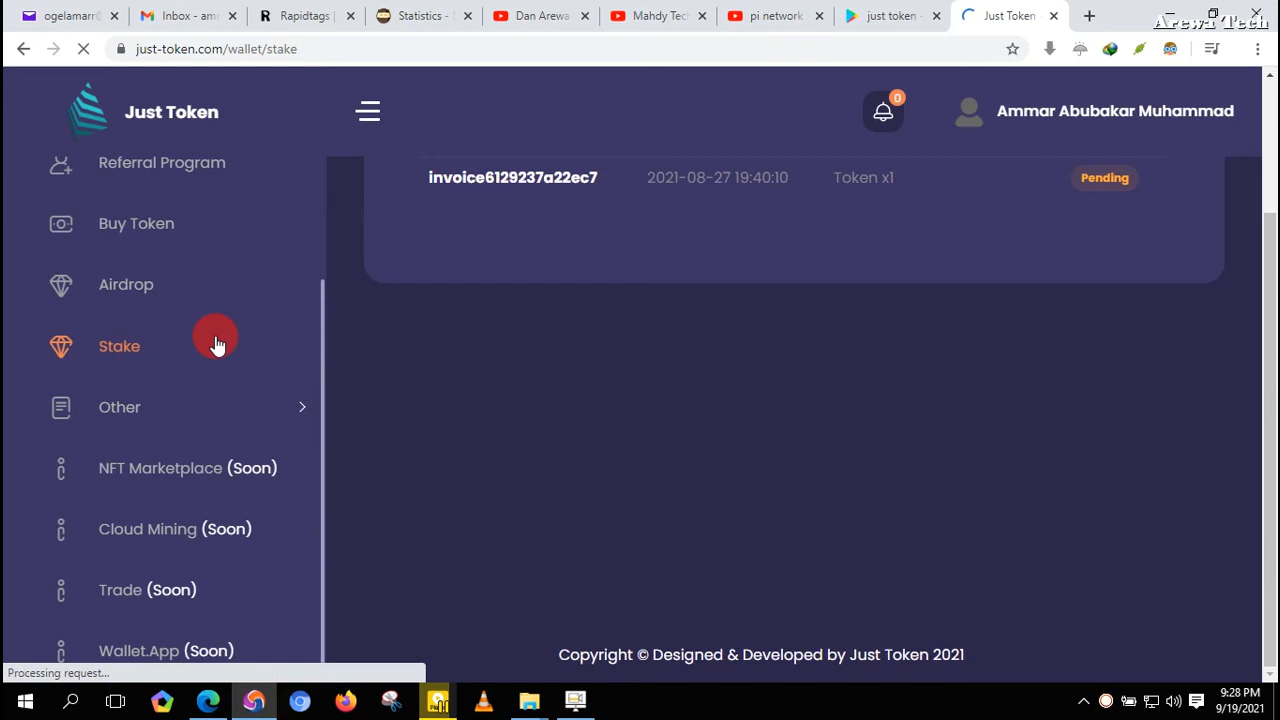 ogelamarr@
Inbox - amr
R Rapidtags |
Statistics - S
Dan Arewa
Mahdy Tec
pi network
just token -
Just Token
Arewa Tech
just-token.com/wallet/stake
Just Token
0
Ammar Abubakar Muhammad
Referral Program
invoice6129237a22ec7 2021-08-27 19:40:10 Token x1 Pending
Buy Token
Airdrop
Stake
Other
NFT Marketplace (Soon)
Cloud Mining (Soon)
Trade (Soon)
Wallet.App (Soon)
Copyright © Designed & Developed by Just Token 2021
Processing request...
9:28 PM
9/19/2021